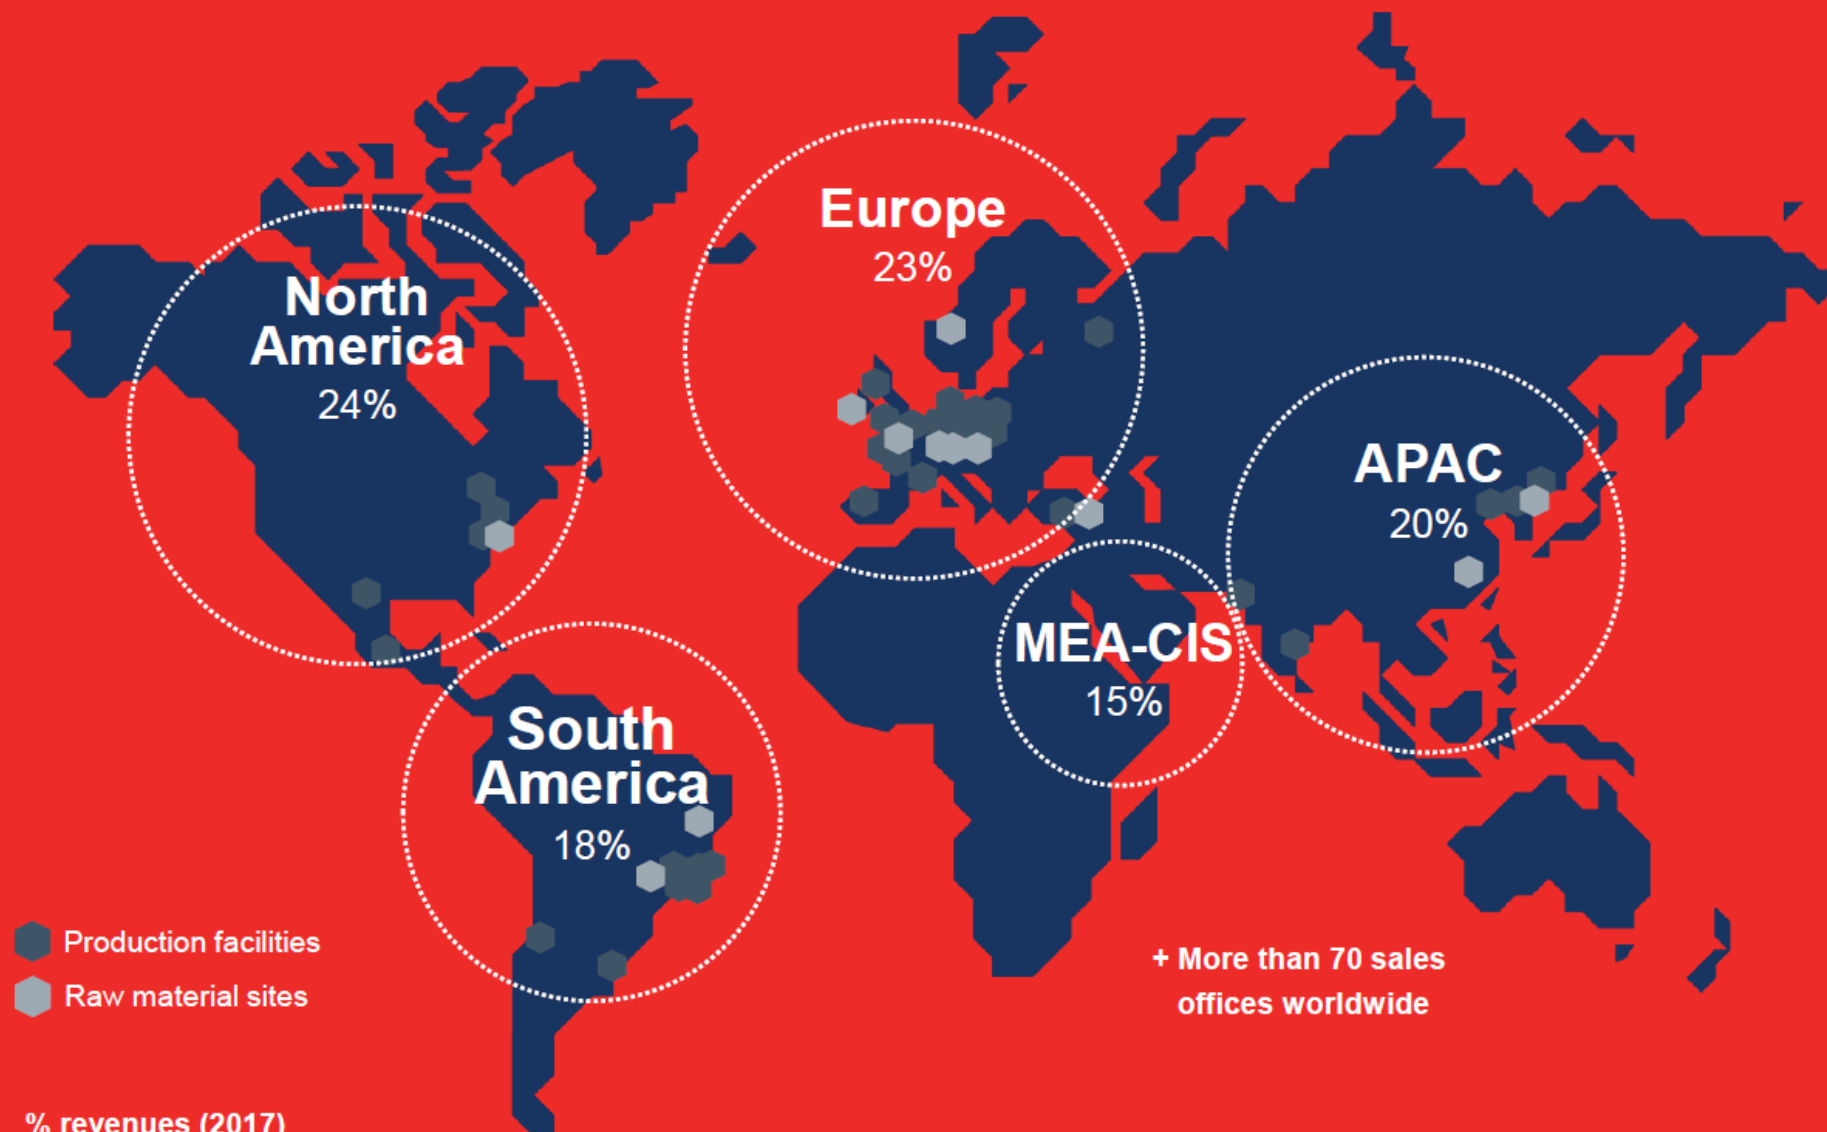 Europe
23%
North
America
24%
APAC
20%
MEA-CIS
15%
South
America
18%
Production facilities
Raw material sites
+ More than 70 sales
offices worldwide
% revenues (2017)